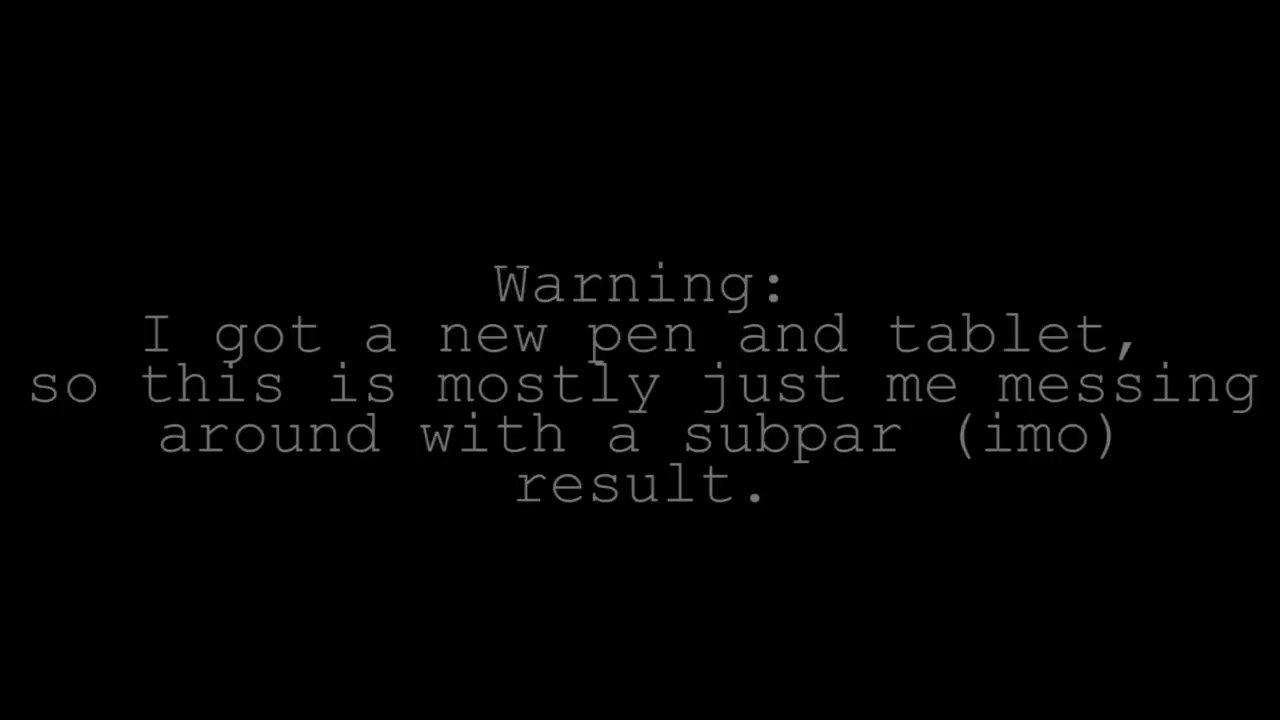 Warning:
I got a new pen and tablet,
so this is mostly just me messing
around with a subpar (imo)
result.